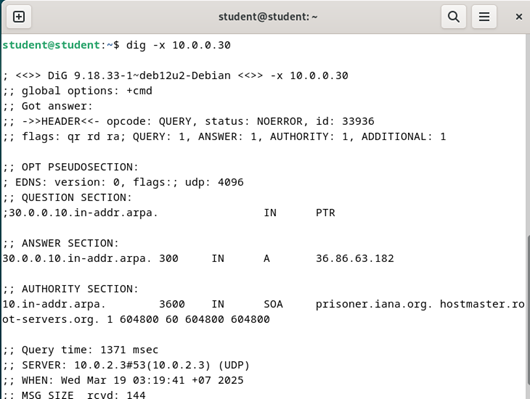 student@student: ~
student@student:~$ dig -x 10.0.0.30
; <<>> DiG 9.18.33-1~deb12u2-Debian <<>> -x 10.0.0.30
;; global options: +cmd
;; Got answer:
;; ->>HEADER<<- opcode: QUERY, status: NOERROR, id: 33936
;; flags: qr rd ra; QUERY: 1, ANSWER: 1, AUTHORITY: 1, ADDITIONAL: 1
;; OPT PSEUDOSECTION:
; EDNS: version: 0, flags:; udp: 4096
;; QUESTION SECTION:
;30.0.0.10.in-addr.arpa. IN PTR
;; ANSWER SECTION:
30.0.0.10.in-addr.arpa. 300 IN A 36.86.63.182
;; AUTHORITY SECTION:
10.in-addr.arpa. 3600 IN SOA prisoner.iana.org. hostmaster.ro
ot-servers.org. 1 604800 60 604800 604800
;; Query time: 1371 msec
;; SERVER: 10.0.2.3#53(10.0.2.3) (UDP)
;; WHEN: Wed Mar 19 03:19:41 +07 2025
;; MSG SIZE rcvd: 144